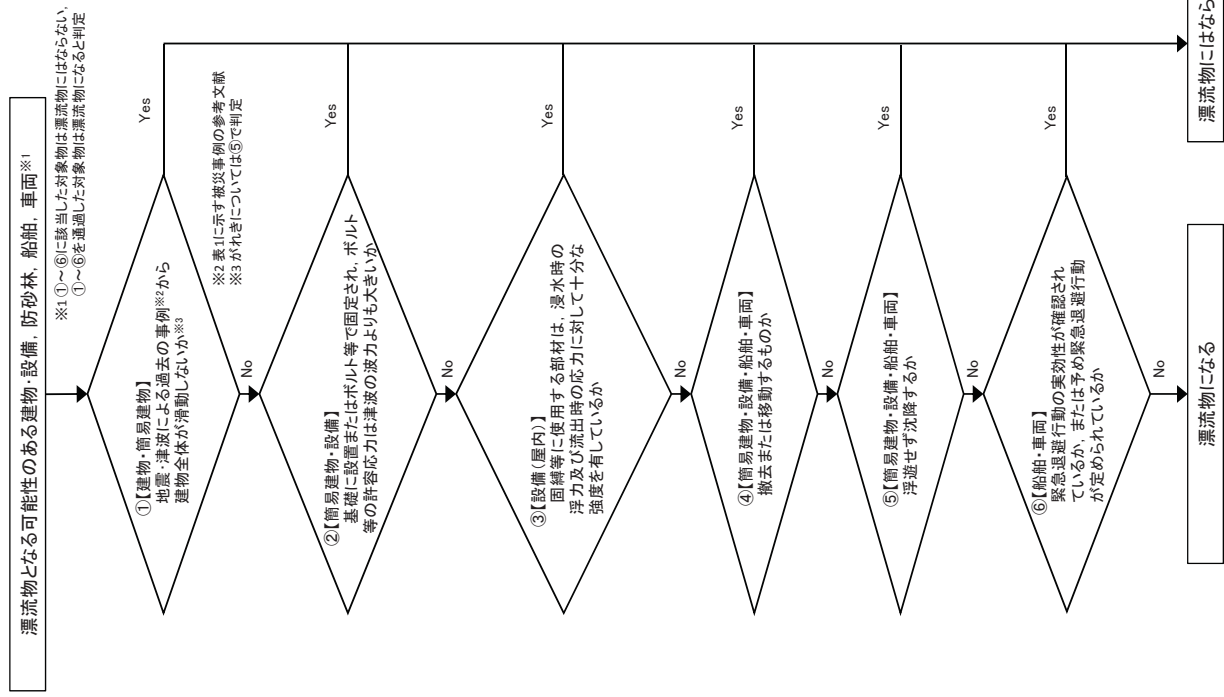 漂流物となる可能性のある建物・設備，防砂林，船舶，車両※1
※1 ①～⑥に該当した対象物は漂流物にはならない，
①～⑥を通過した対象物は漂流物になると判定
①【建物・簡易建物】
地震・津波による過去の事例※2から
建物全体が滑動しないか※3
Yes
※2 表1に示す被災事例の参考文献
※3 がれきについては⑤で判定
No
②【簡易建物・設備】
基礎に設置またはボルト等で固定され，ボルト
等の許容応力は津波の波力よりも大きいか
Yes
No
③【設備（屋内）】
固縛等に使用する部材は，浸水時の
浮力及び流出時の応力に対して十分な
強度を有しているか
Yes
No
④【簡易建物・設備・船舶・車両】
撤去または移動するものか
Yes
No
⑤【簡易建物・設備・船舶・車両】
浮遊せず沈降するか
Yes
No
⑥【船舶・車両】
緊急退避行動の実効性が確認され
ているか，または予め緊急退避行動
が定められているか
Yes
No
漂流物になる
漂流物にはなら